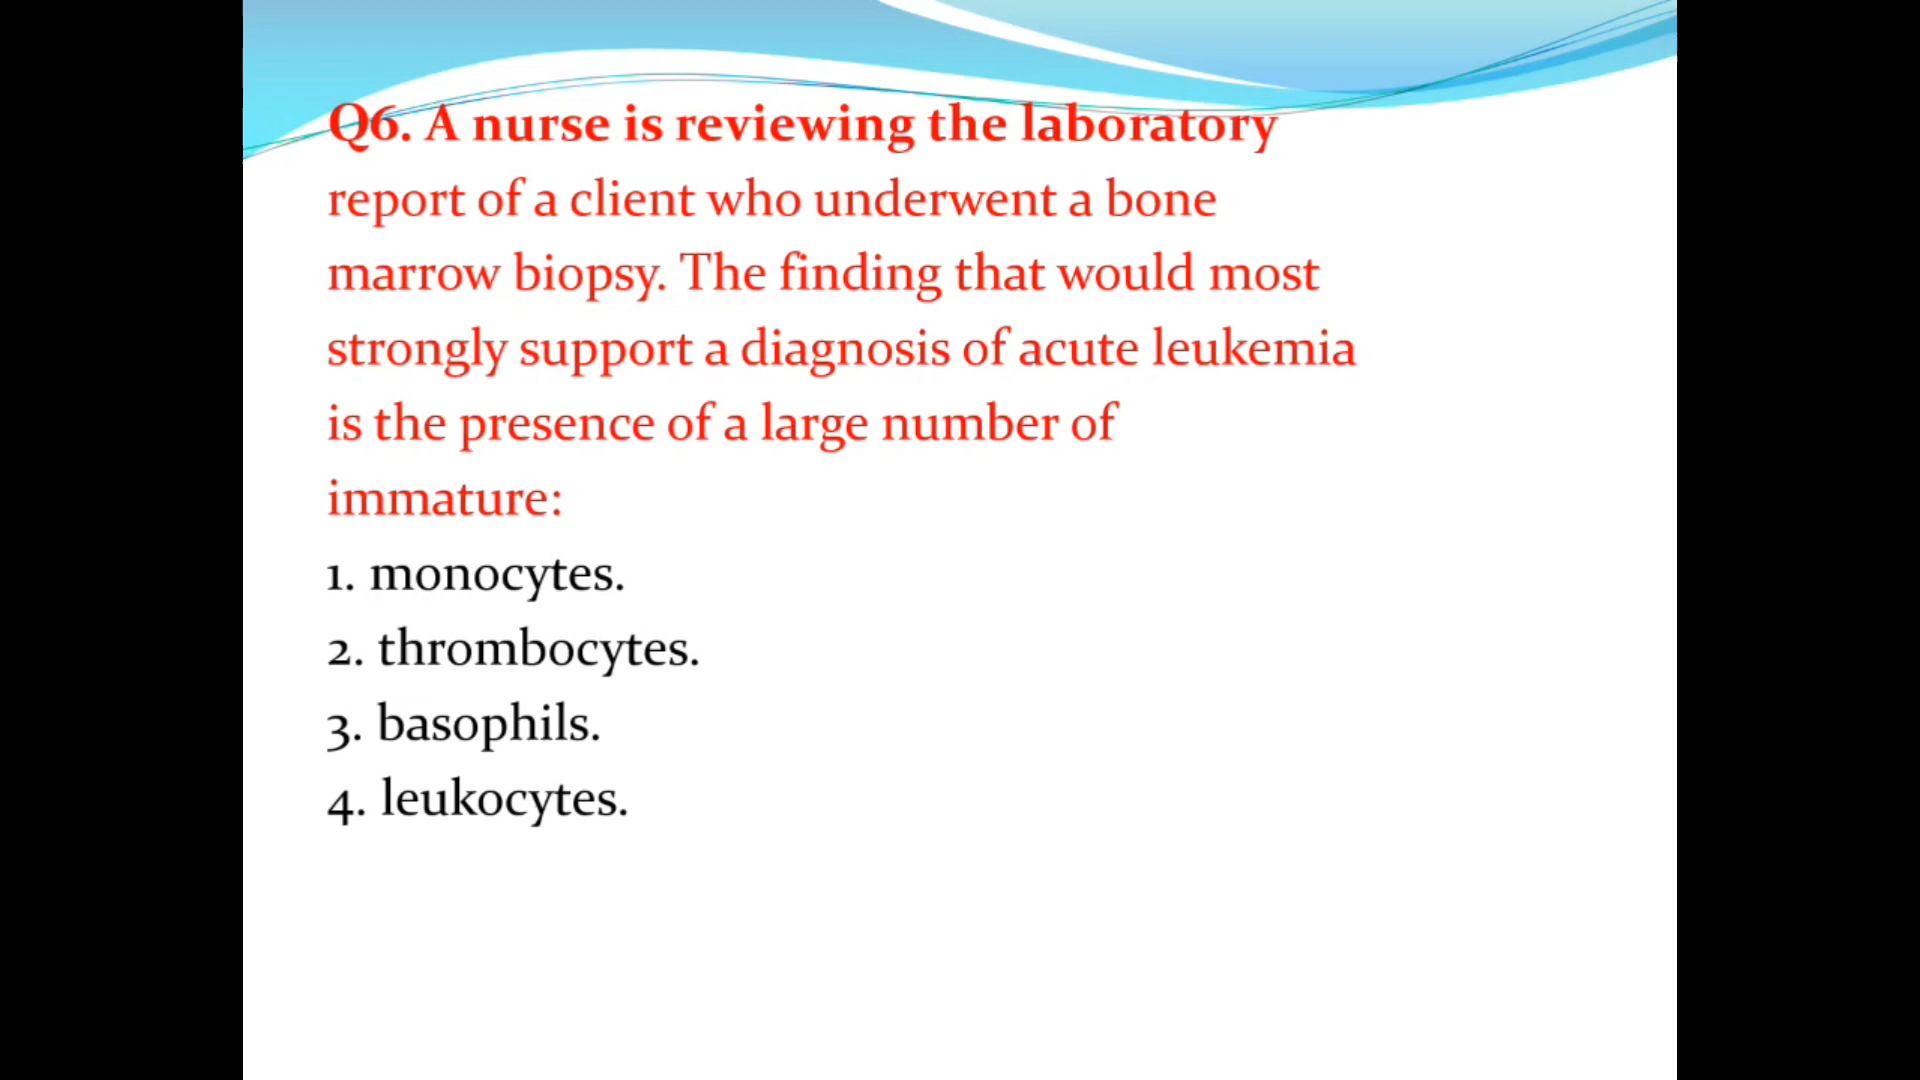 Q6. A nurse is reviewing the laboratory
report of a client who underwent a bone
marrow biopsy. The finding that would most
strongly support a diagnosis of acute leukemia
is the presence of a large number of
immature:
1. monocytes.
2. thrombocytes.
3. basophils.
4. leukocytes.